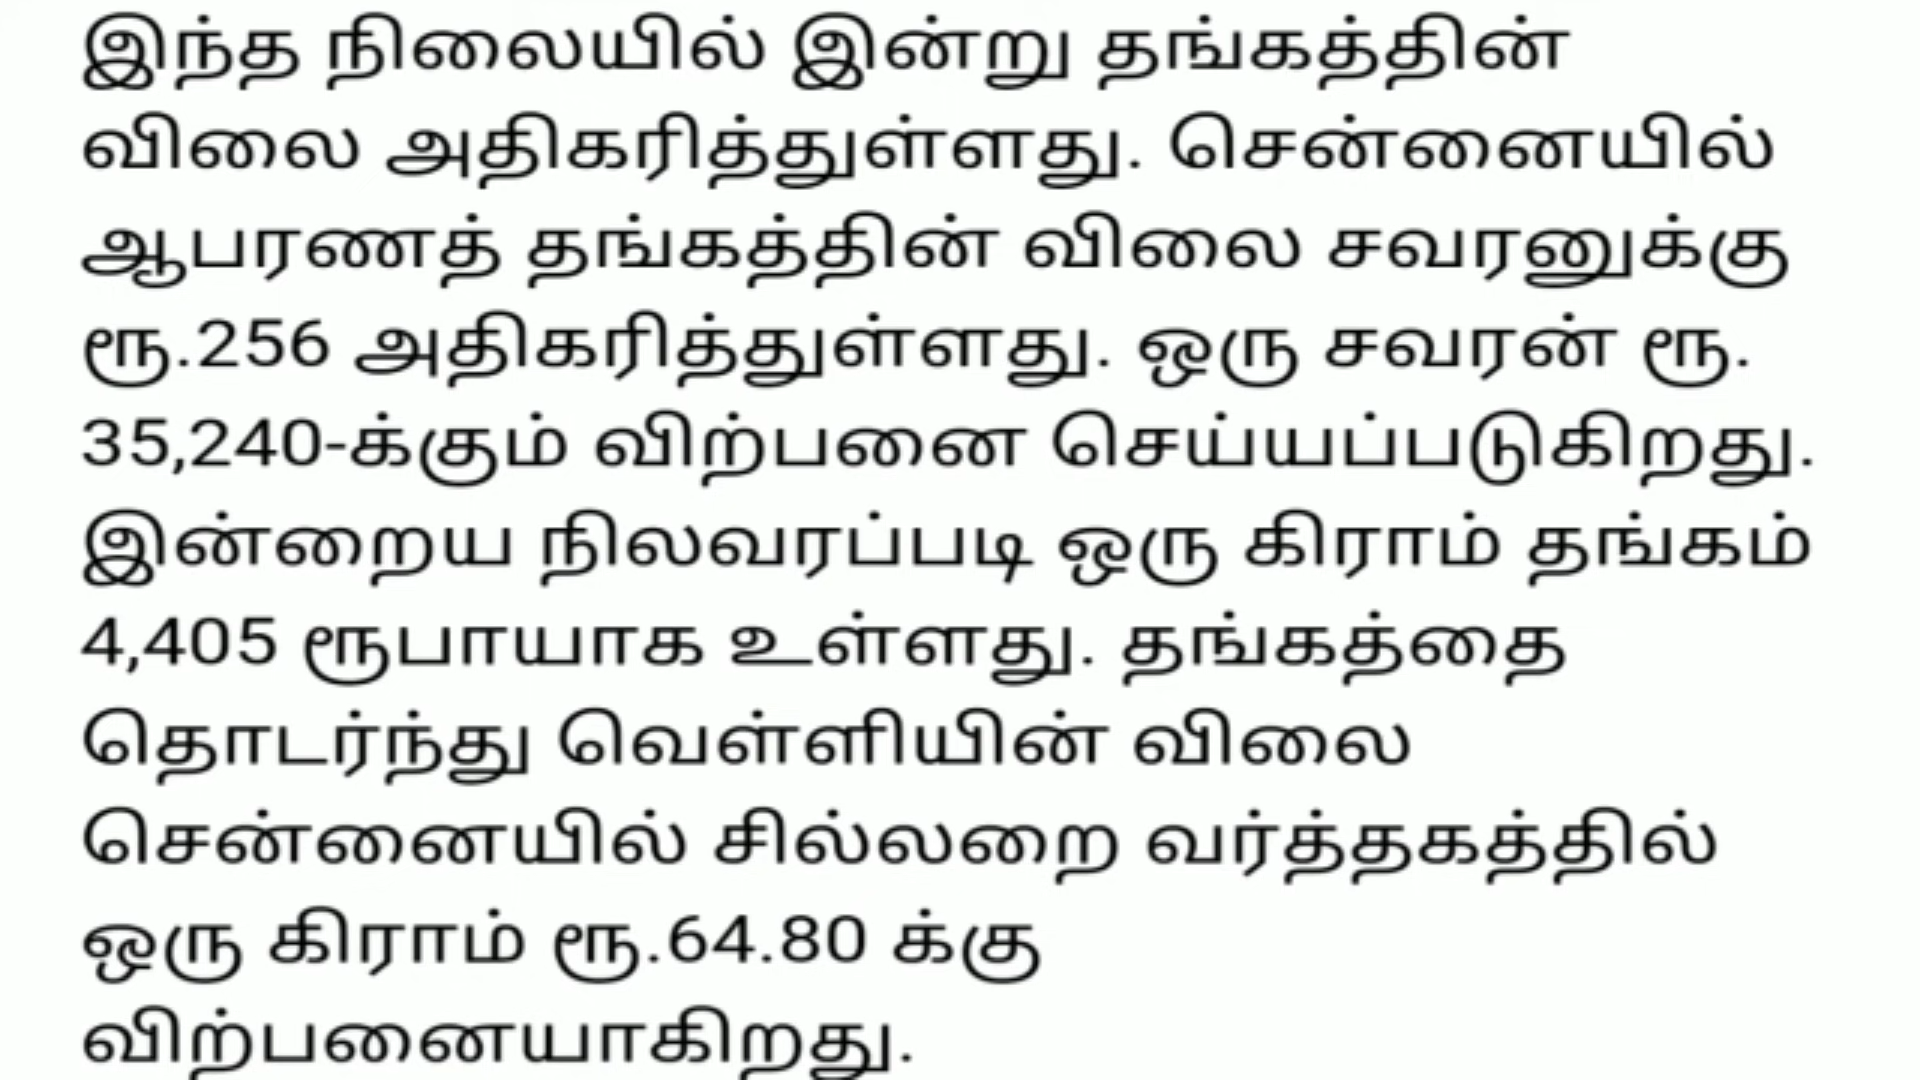 இந்த நிலையில் இன்று தங்கத்தின்
விலை அதிகரித்துள்ளது. சென்னையில்
ஆபரணத் தங்கத்தின் விலை சவரனுக்கு
ரூ.256 அதிகரித்துள்ளது. ஒரு சவரன் ரூ.
35,240-க்கும் விற்பனை செய்யப்படுகிறது.
இன்றைய நிலவரப்படி ஒரு கிராம் தங்கம்
4,405 ரூபாயாக உள்ளது. தங்கத்தை
தொடர்ந்து வெள்ளியின் விலை
சென்னையில் சில்லறை வர்த்தகத்தில்
ஒரு கிராம் ரூ.64.80 க்கு
விற்பனையாகிறது.